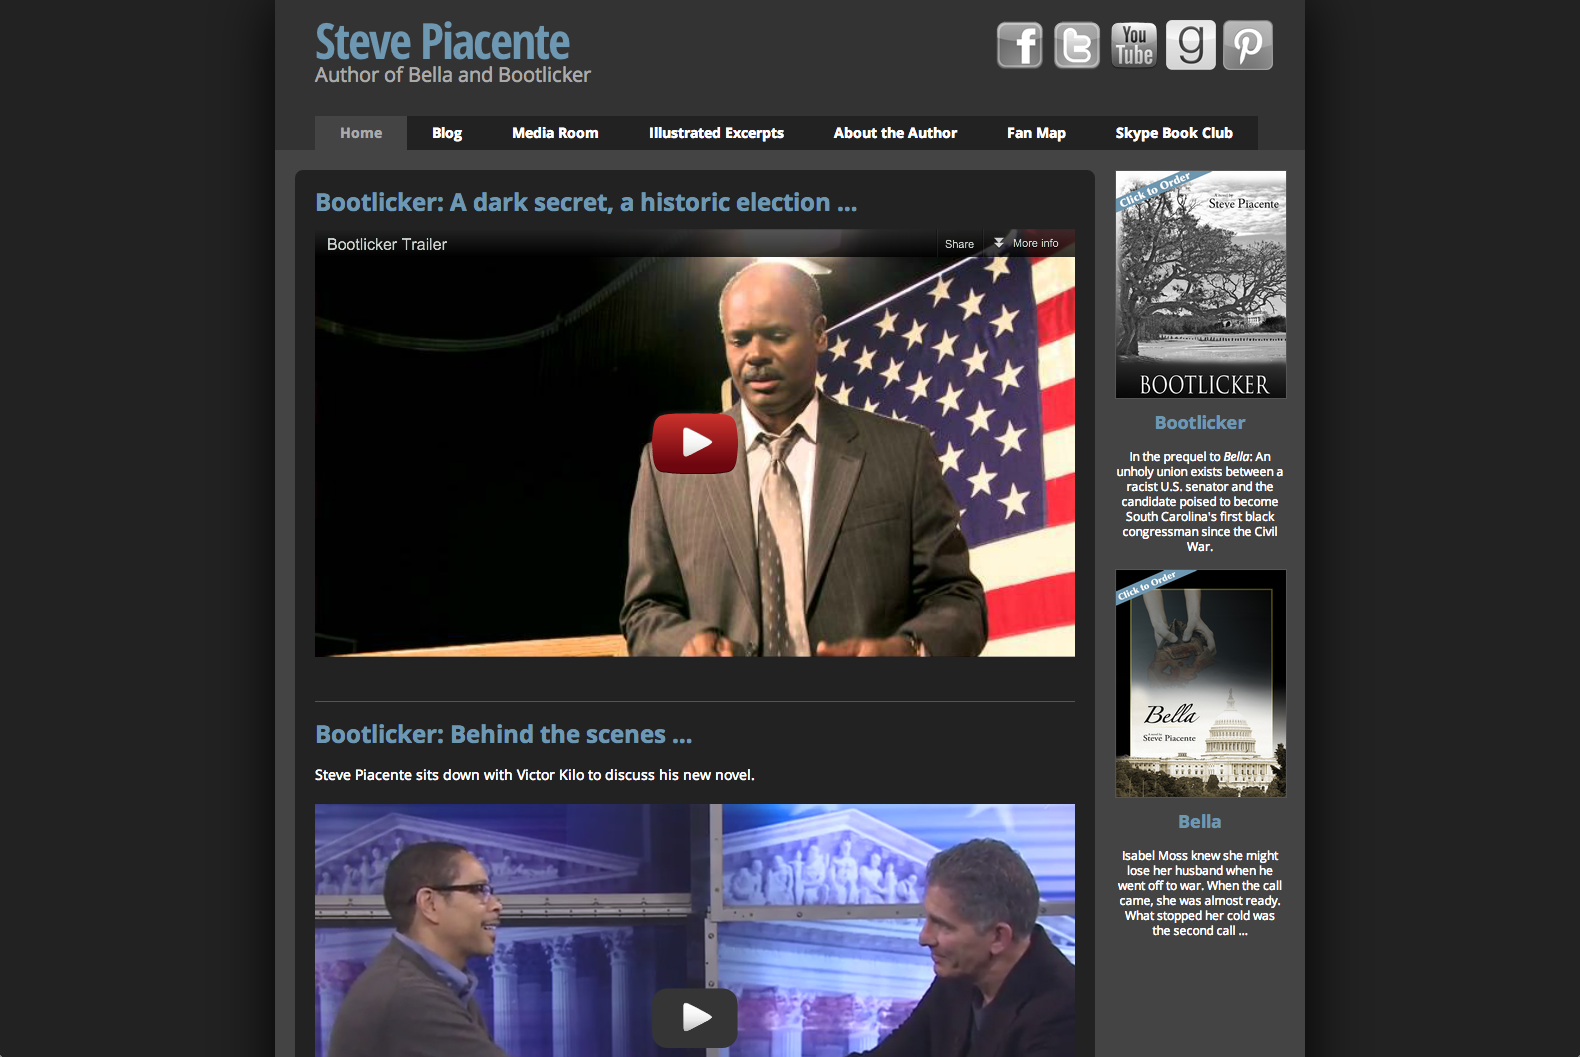 Steve Piacente
Author of Bella and Bootlicker
f
t
You
Tube
g
P
Home
Blog
Media Room
Illustrated Excerpts
About the Author
Fan Map
Skype Book Club
Bootlicker: A dark secret, a historic election ...
Bootlicker Trailer
Share
More info
Bootlicker: Behind the scenes ...
Steve Piacente sits down with Victor Kilo to discuss his new novel.
Click to Order
Steve Piacente
BOOTLICKER
Bootlicker
In the prequel to Bella: An
unholy union exists between a
racist U.S. senator and the
candidate poised to become
South Carolina's first black
congressman since the Civil
War.
Click to Order
Bella
a novel by
Steve Piacente
Bella
Isabel Moss knew she might
lose her husband when he
went off to war. When the call
came, she was almost ready.
What stopped her cold was
the second call ...